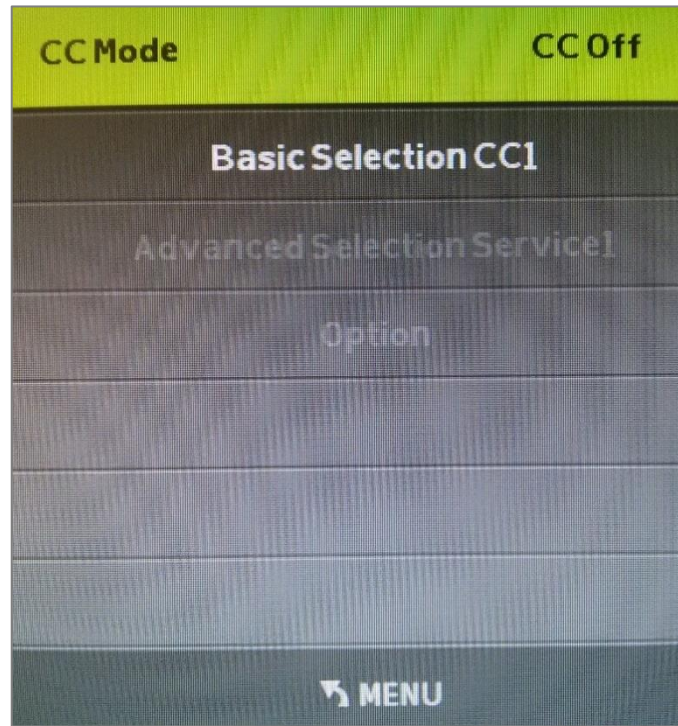 CC Mode CC Off
Basic Selection CC1
Advanced Selection Service1
Option
MENU